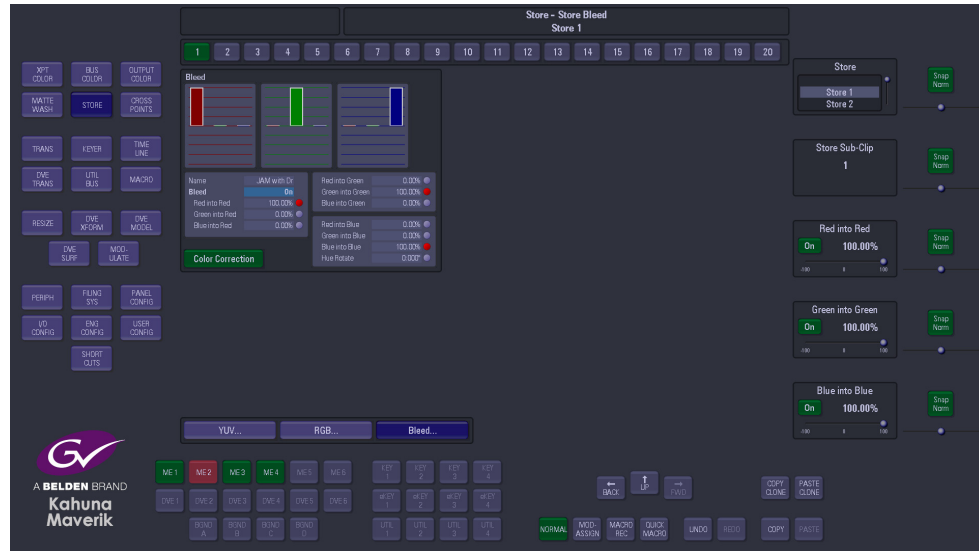 Store - Store Bleed
Store 1
1 2 3 4 5 6 7 8 9 10 11 12 13 14 15 16 17 18 19 20
XPT COLOR
BUS COLOR
OUTPUT COLOR
MATTE WASH
STORE
CROSS POINTS
TRANS
KEYER
TIME LINE
DVE TRANS
UTIL BUS
MACRO
RESIZE
DVE XFORM
DVE MODEL
DVE SURF
MOD- ULATE
PERIPH
FILING SYS
PANEL CONFIG
I/O CONFIG
ENG CONFIG
USER CONFIG
SHORT CUTS
Bleed
Name JAM with Dr
Bleed On
Red into Red 100.00%
Green into Red 0.00%
Blue into Red 0.00%
Color Correction
Red into Green 0.00%
Green into Green 100.00%
Blue into Green 0.00%
Red into Blue 0.00%
Green into Blue 0.00%
Blue into Blue 100.00%
Hue Rotate 0.000°
Store
Store 1
Store 2
Snap Norm
Store Sub-Clip
1
Snap Norm
Red into Red
On 100.00%
-100 0 100
Snap Norm
Green into Green
On 100.00%
-100 0 100
Snap Norm
Blue into Blue
On 100.00%
-100 0 100
Snap Norm
YUV... RGB... Bleed...
GV
A BELDEN BRAND
Kahuna
Maverik
ME 1 ME 2 ME 3 ME 4 ME 5 ME 6
DVE 1 DVE 2 DVE 3 DVE 4 DVE 5 DVE 6
BGND A
BGND B
BGND C
BGND D
KEY 1
KEY 2
KEY 3
KEY 4
αKEY 1
αKEY 2
αKEY 3
αKEY 4
UTIL 1
UTIL 2
UTIL 3
UTIL 4
← BACK
↑ UP
→ FWD
COPY CLONE
PASTE CLONE
NORMAL
MOD- ASSIGN
MACRO REC
QUICK MACRO
UNDO
REDO
COPY
PASTE